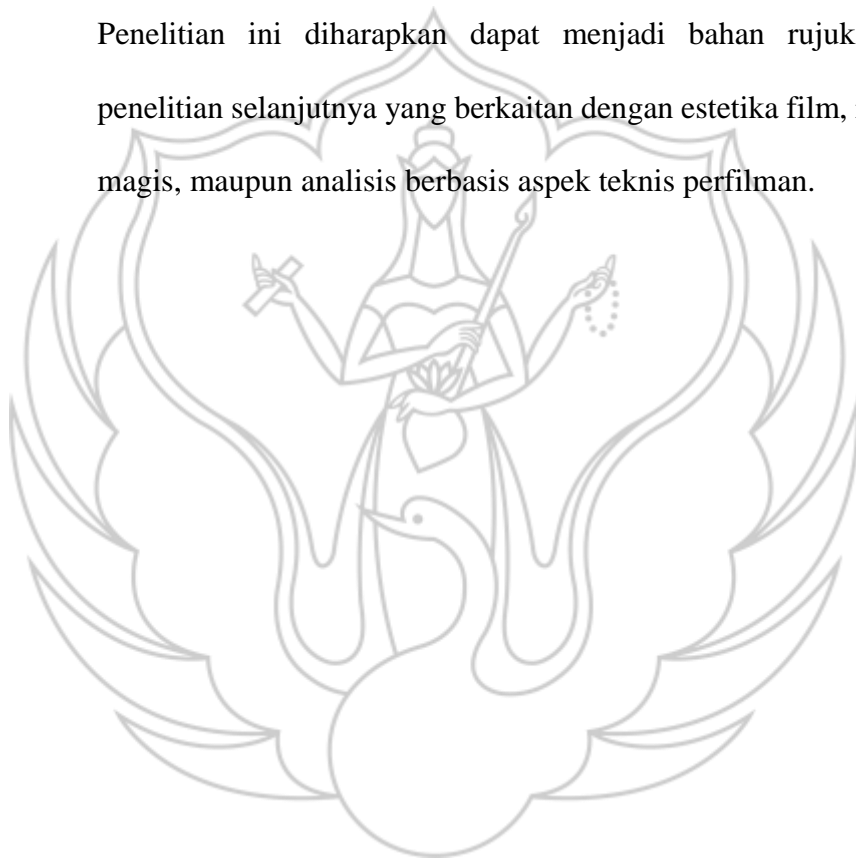 Penelitian ini diharapkan dapat menjadi bahan
penelitian selanjutnya yang berkaitan dengan estetika film,
magis, maupun analisis berbasis aspek teknis perfilman.